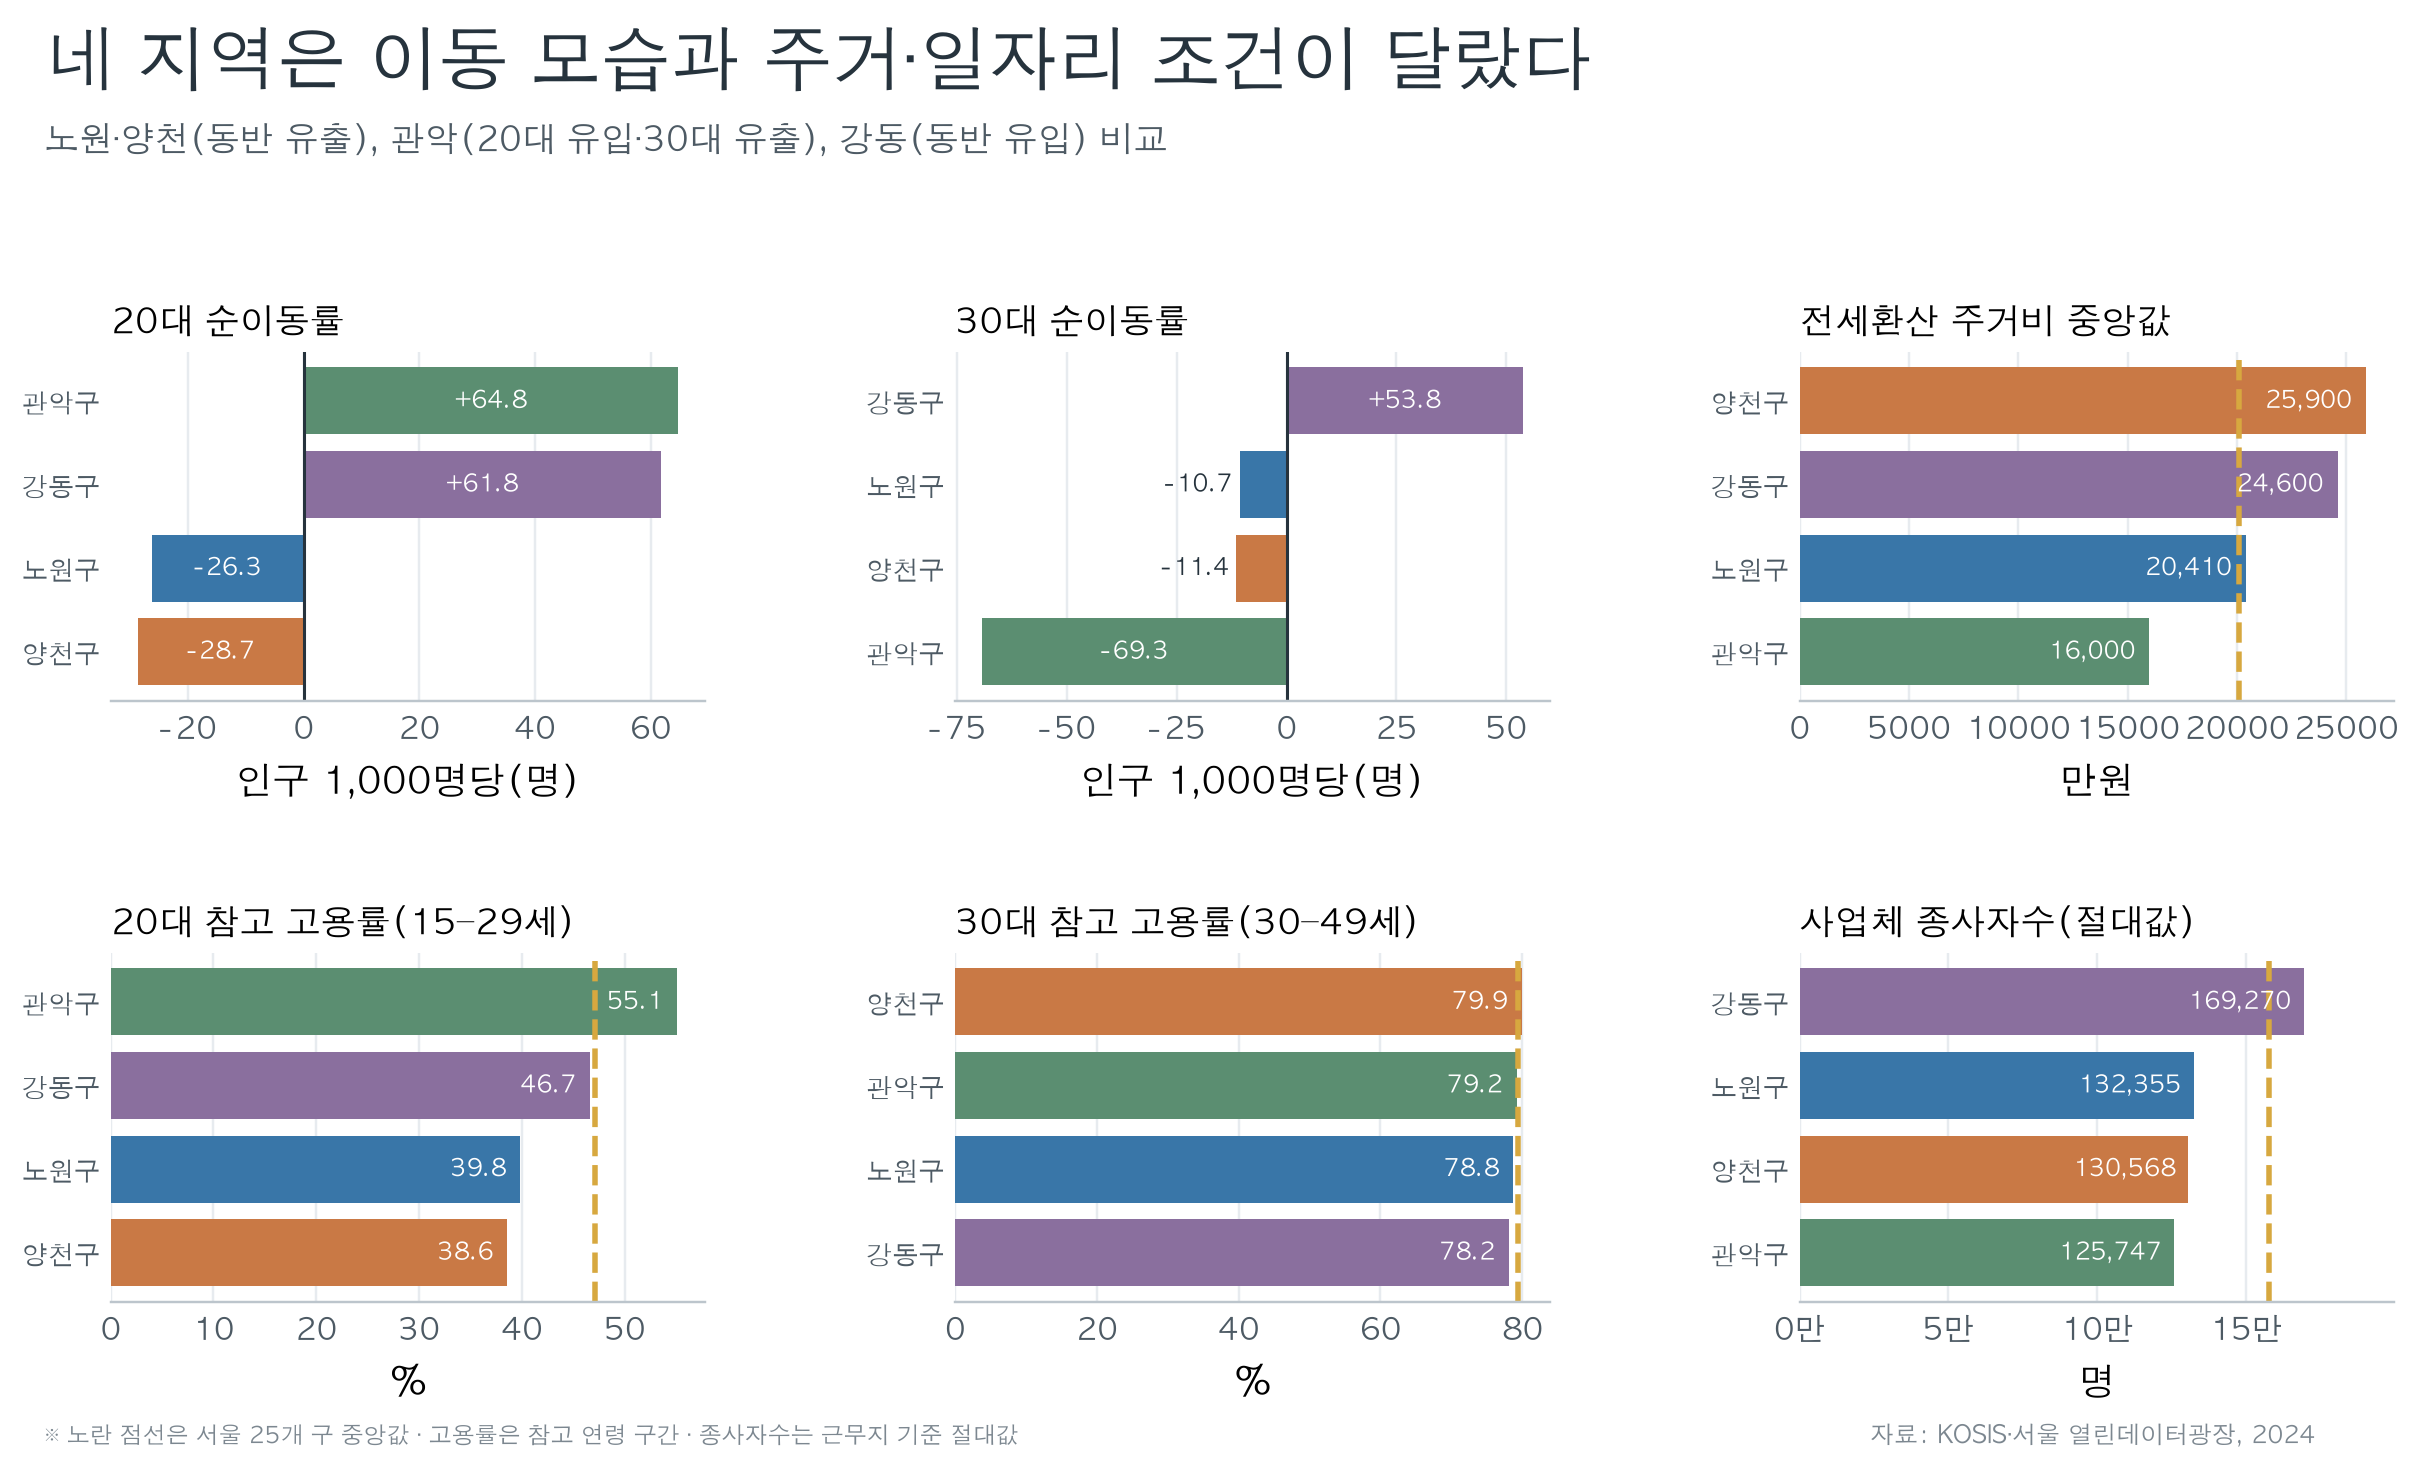 네 지역은 이동 모습과 주거·일자리 조건이 달랐다
노원·양천(동반 유출), 관악(20대 유입·30대 유출), 강동(동반 유입) 비교
20대 순이동률
관악구 +64.8
강동구 +61.8
노원구 -26.3
양천구 -28.7
-20 0 20 40 60
인구 1,000명당(명)
30대 순이동률
강동구 +53.8
노원구 -10.7
양천구 -11.4
관악구 -69.3
-75 -50 -25 0 25 50
인구 1,000명당(명)
전세환산 주거비 중앙값
양천구 25,900
강동구 24,600
노원구 20,410
관악구 16,000
0 5000 10000 15000 20000 25000
만원
20대 참고 고용률(15–29세)
관악구 55.1
강동구 46.7
노원구 39.8
양천구 38.6
0 10 20 30 40 50
%
30대 참고 고용률(30–49세)
양천구 79.9
관악구 79.2
노원구 78.8
강동구 78.2
0 20 40 60 80
%
사업체 종사자수(절대값)
강동구 169,270
노원구 132,355
양천구 130,568
관악구 125,747
0만 5만 10만 15만
명
※ 노란 점선은 서울 25개 구 중앙값 · 고용률은 참고 연령 구간 · 종사자수는 근무지 기준 절대값
자료: KOSIS·서울 열린데이터광장, 2024